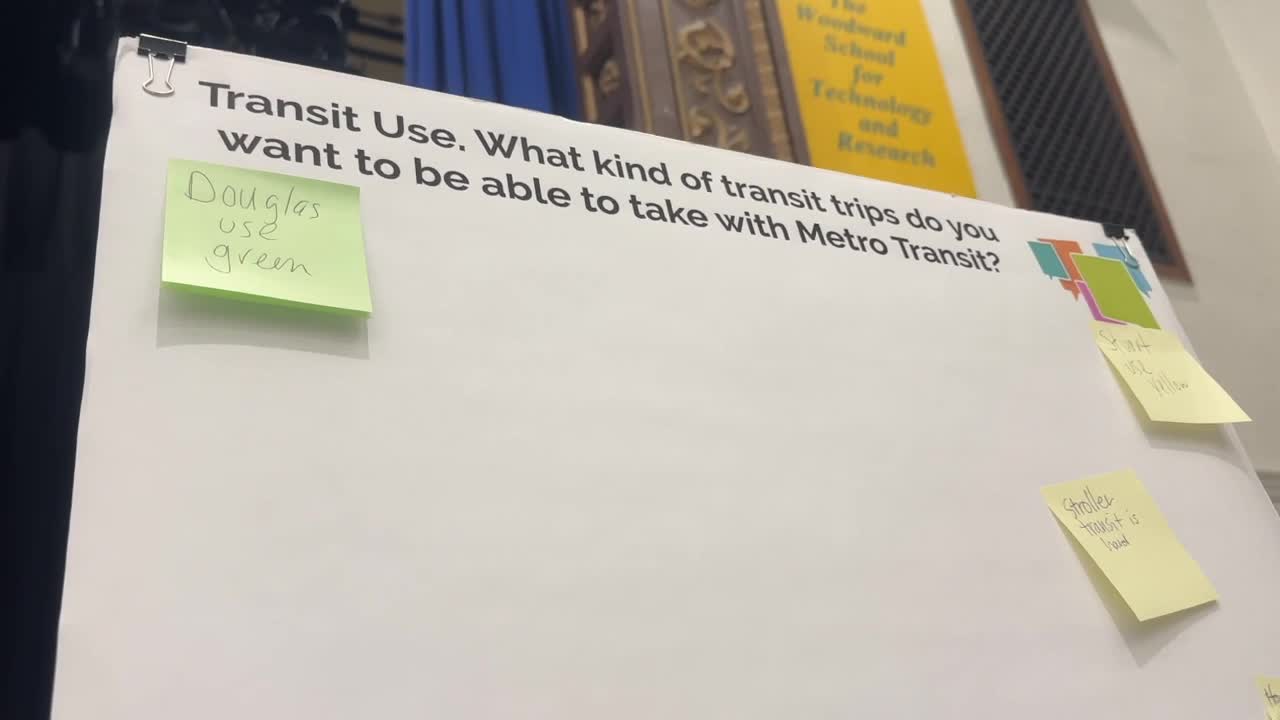 The
Woodward
School
for
Technology
and
Research
Transit Use. What kind of transit trips do you
want to be able to take with Metro Transit?
Douglas
use
green
Stuart
use
yellow
Stroller
transit is
hard